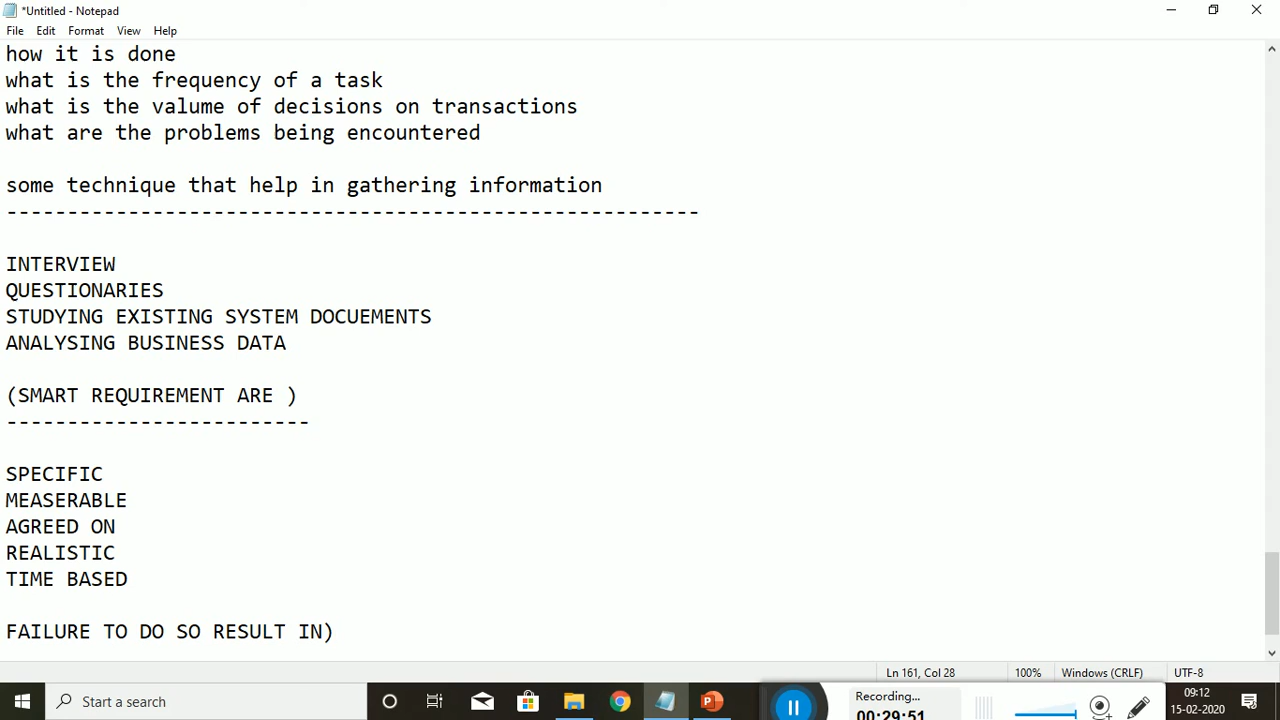 *Untitled - Notepad
File Edit Format View Help
how it is done
what is the frequency of a task
what is the valume of decisions on transactions
what are the problems being encountered
some technique that help in gathering information
---------------------------------------------------------
INTERVIEW
QUESTIONARIES
STUDYING EXISTING SYSTEM DOCUEMENTS
ANALYSING BUSINESS DATA
(SMART REQUIREMENT ARE )
-------------------------
SPECIFIC
MEASERABLE
AGREED ON
REALISTIC
TIME BASED
FAILURE TO DO SO RESULT IN)
Ln 161, Col 28 100% Windows (CRLF) UTF-8
Start a search
Recording...
00:29:51
09:12
15-02-2020